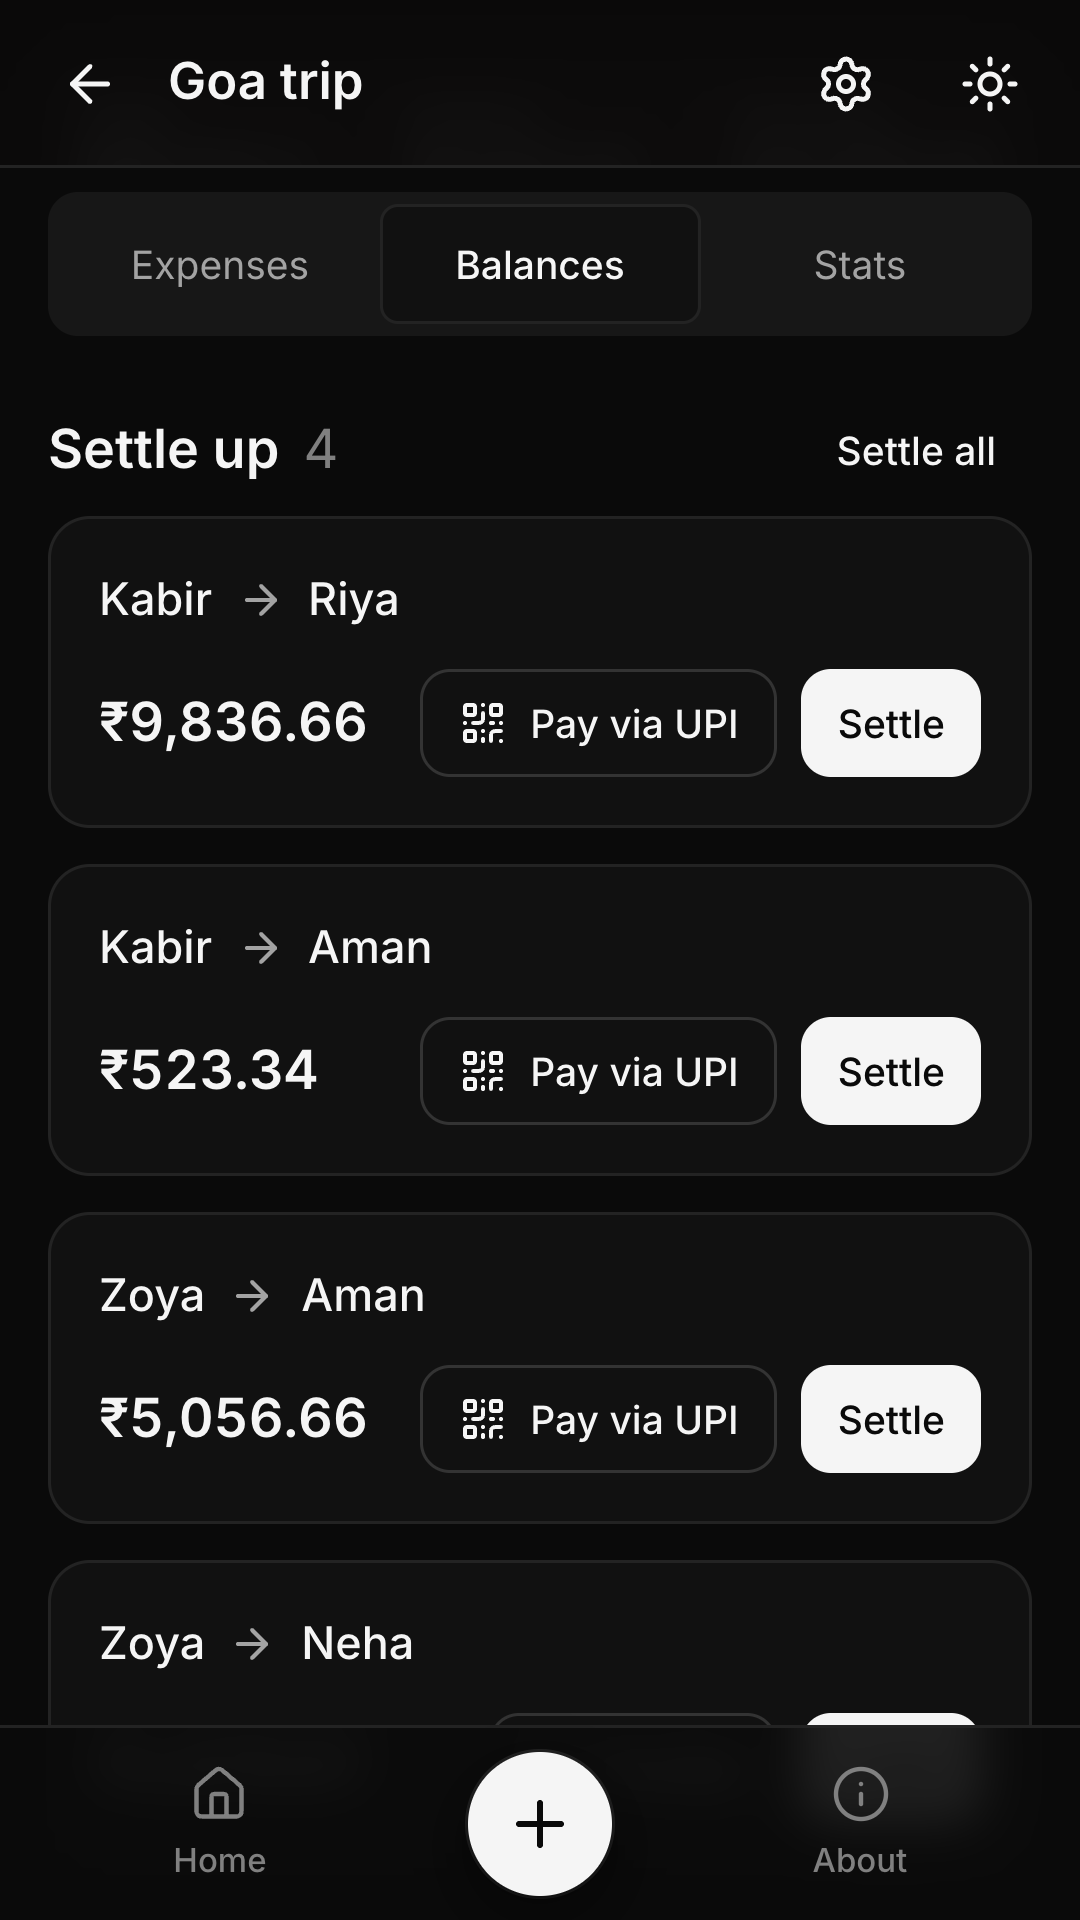 Goa trip
Expenses Balances Stats
Settle up 4 Settle all
Kabir → Riya
₹9,836.66 Pay via UPI Settle
Kabir → Aman
₹523.34 Pay via UPI Settle
Zoya → Aman
₹5,056.66 Pay via UPI Settle
Zoya → Neha
Home About